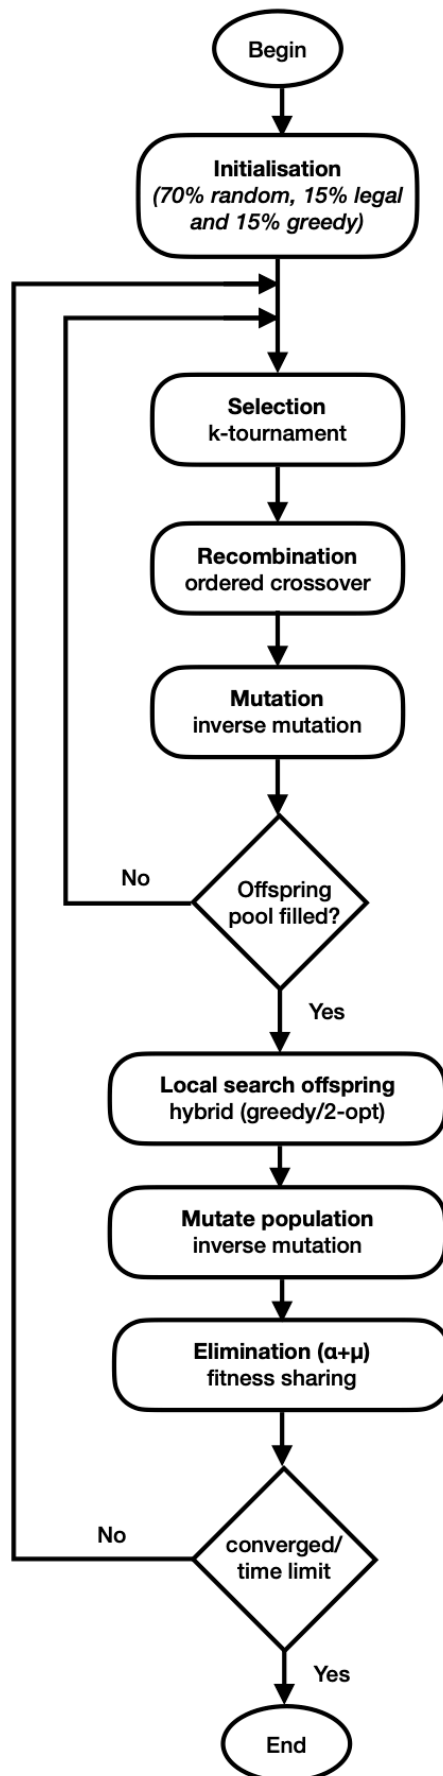 Begin
Initialisation
(70% random, 15% legal
and 15% greedy)
Selection
k-tournament
Recombination
ordered crossover
Mutation
inverse mutation
No
Offspring
pool filled?
Yes
Local search offspring
hybrid (greedy/2-opt)
Mutate population
inverse mutation
Elimination (α+μ)
fitness sharing
No
converged/
time limit
Yes
End